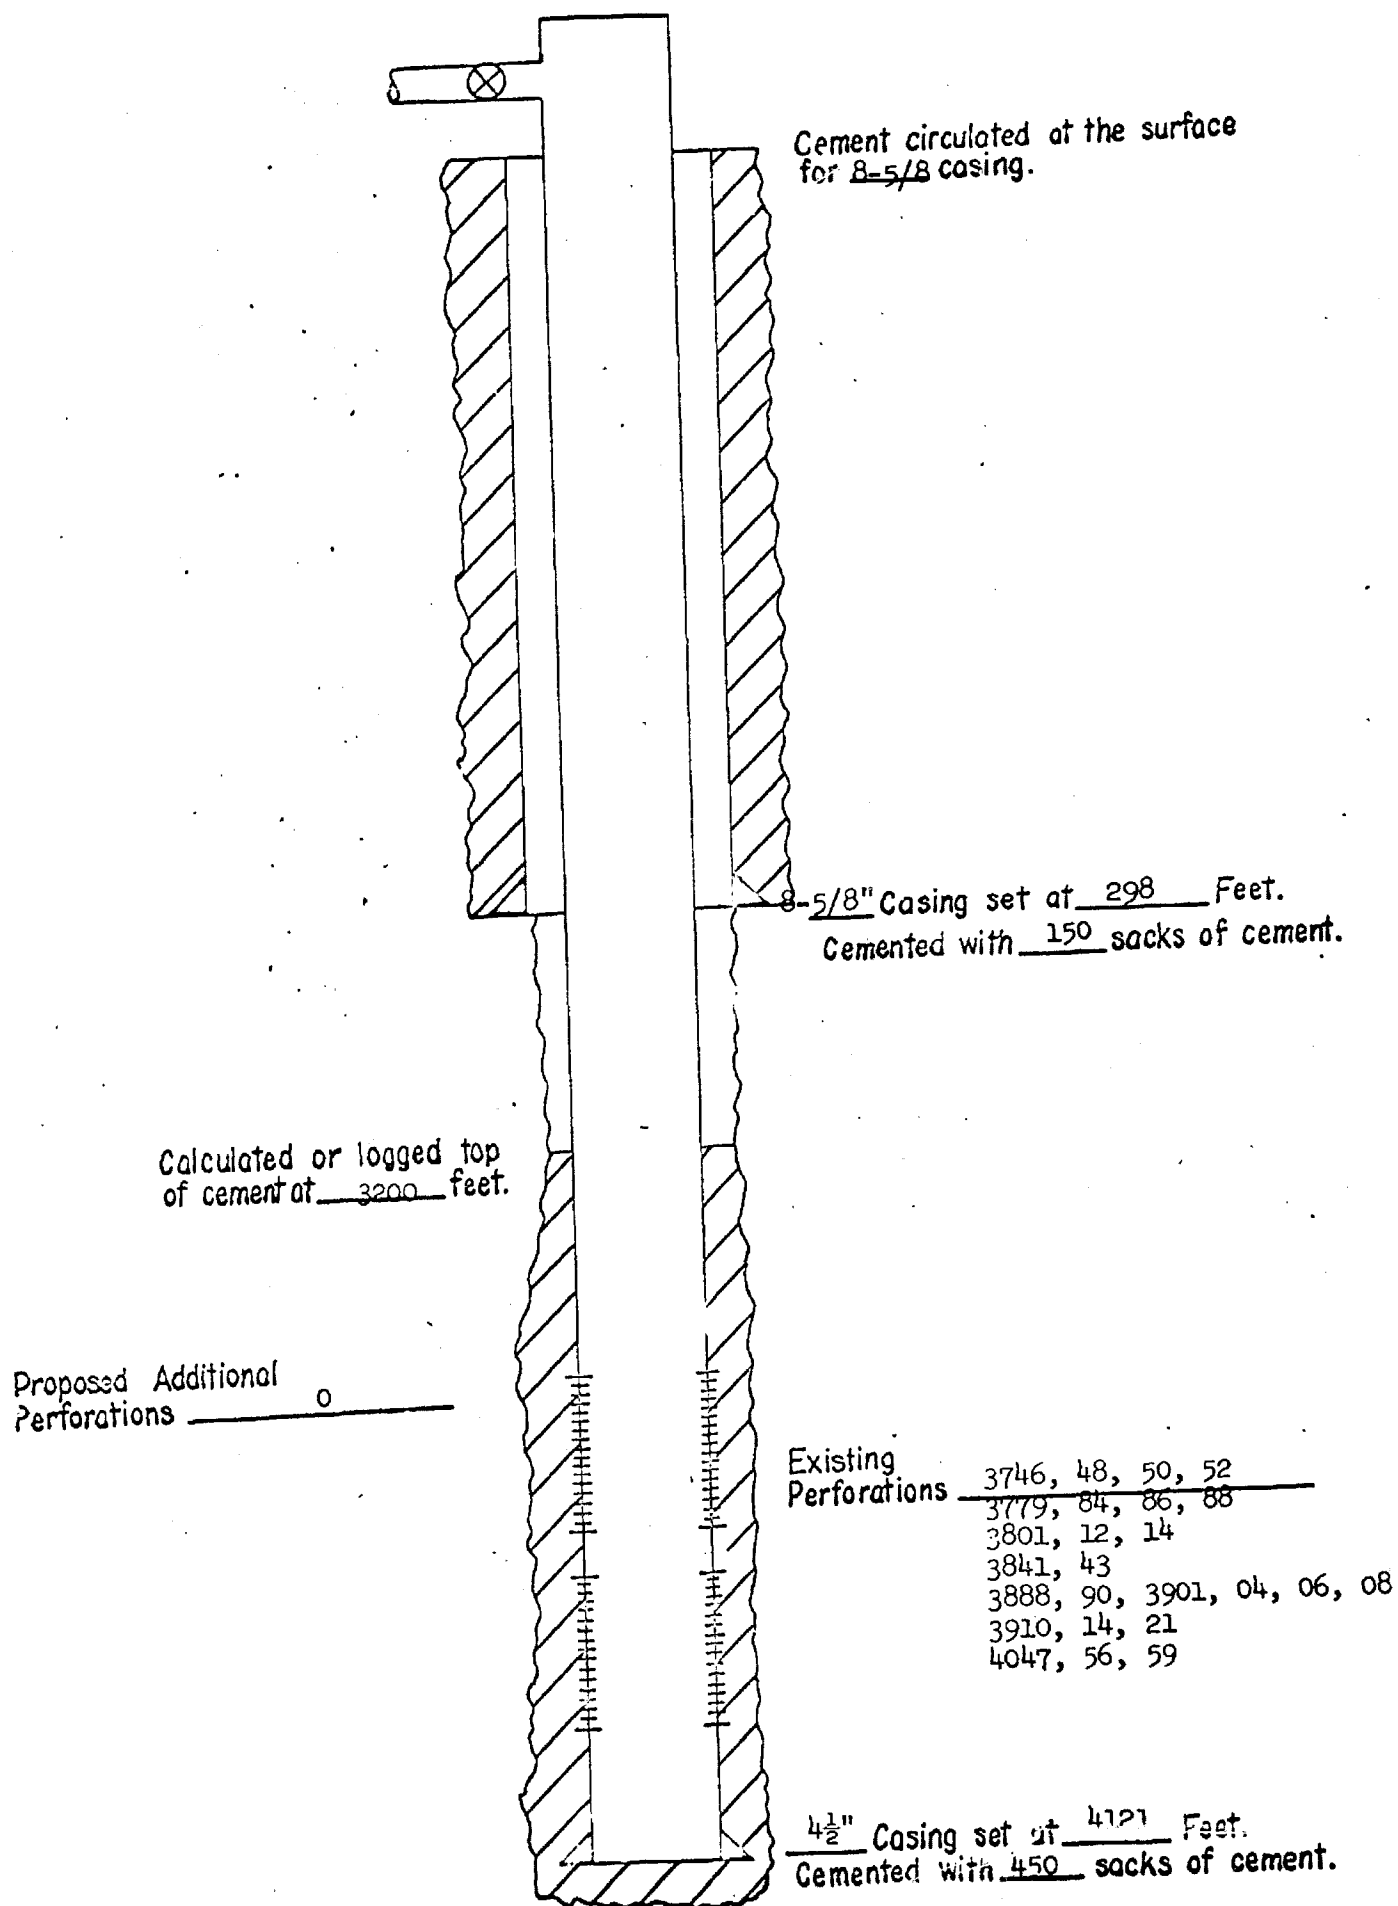 Cement circulated at the surface
for 8-5/8 casing.
8-5/8" Casing set at 298 Feet.
Cemented with 150 sacks of cement.
Calculated or logged top
of cement at 3200 feet.
Proposed Additional
Perforations 0
Existing
Perforations 3746, 48, 50, 52
3779, 84, 86, 88
3801, 12, 14
3841, 43
3888, 90, 3901, 04, 06, 08
3910, 14, 21
4047, 56, 59
4½" Casing set at 4121 Feet.
Cemented with 450 sacks of cement.